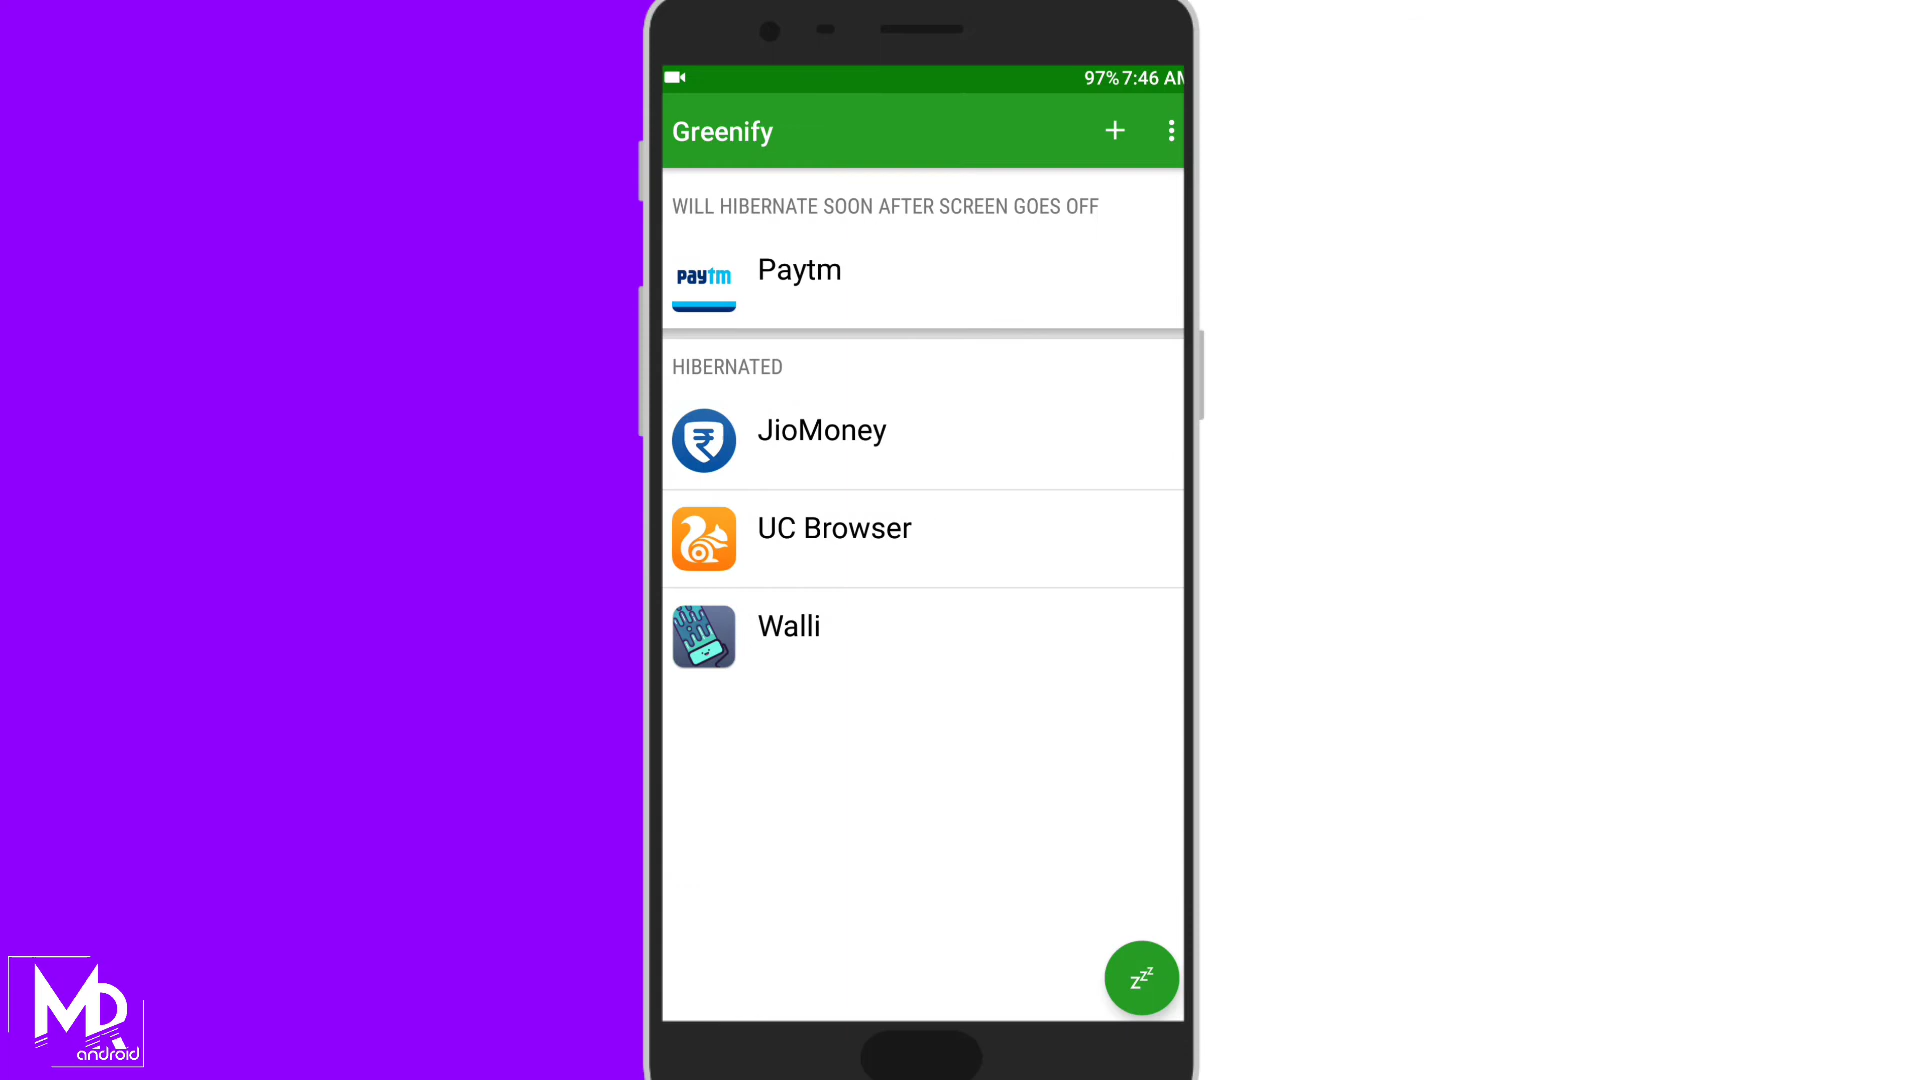 97% 7:46 AM
Greenify
WILL HIBERNATE SOON AFTER SCREEN GOES OFF
paytm
Paytm
HIBERNATED
JioMoney
UC Browser
Walli
zzz
MR
android